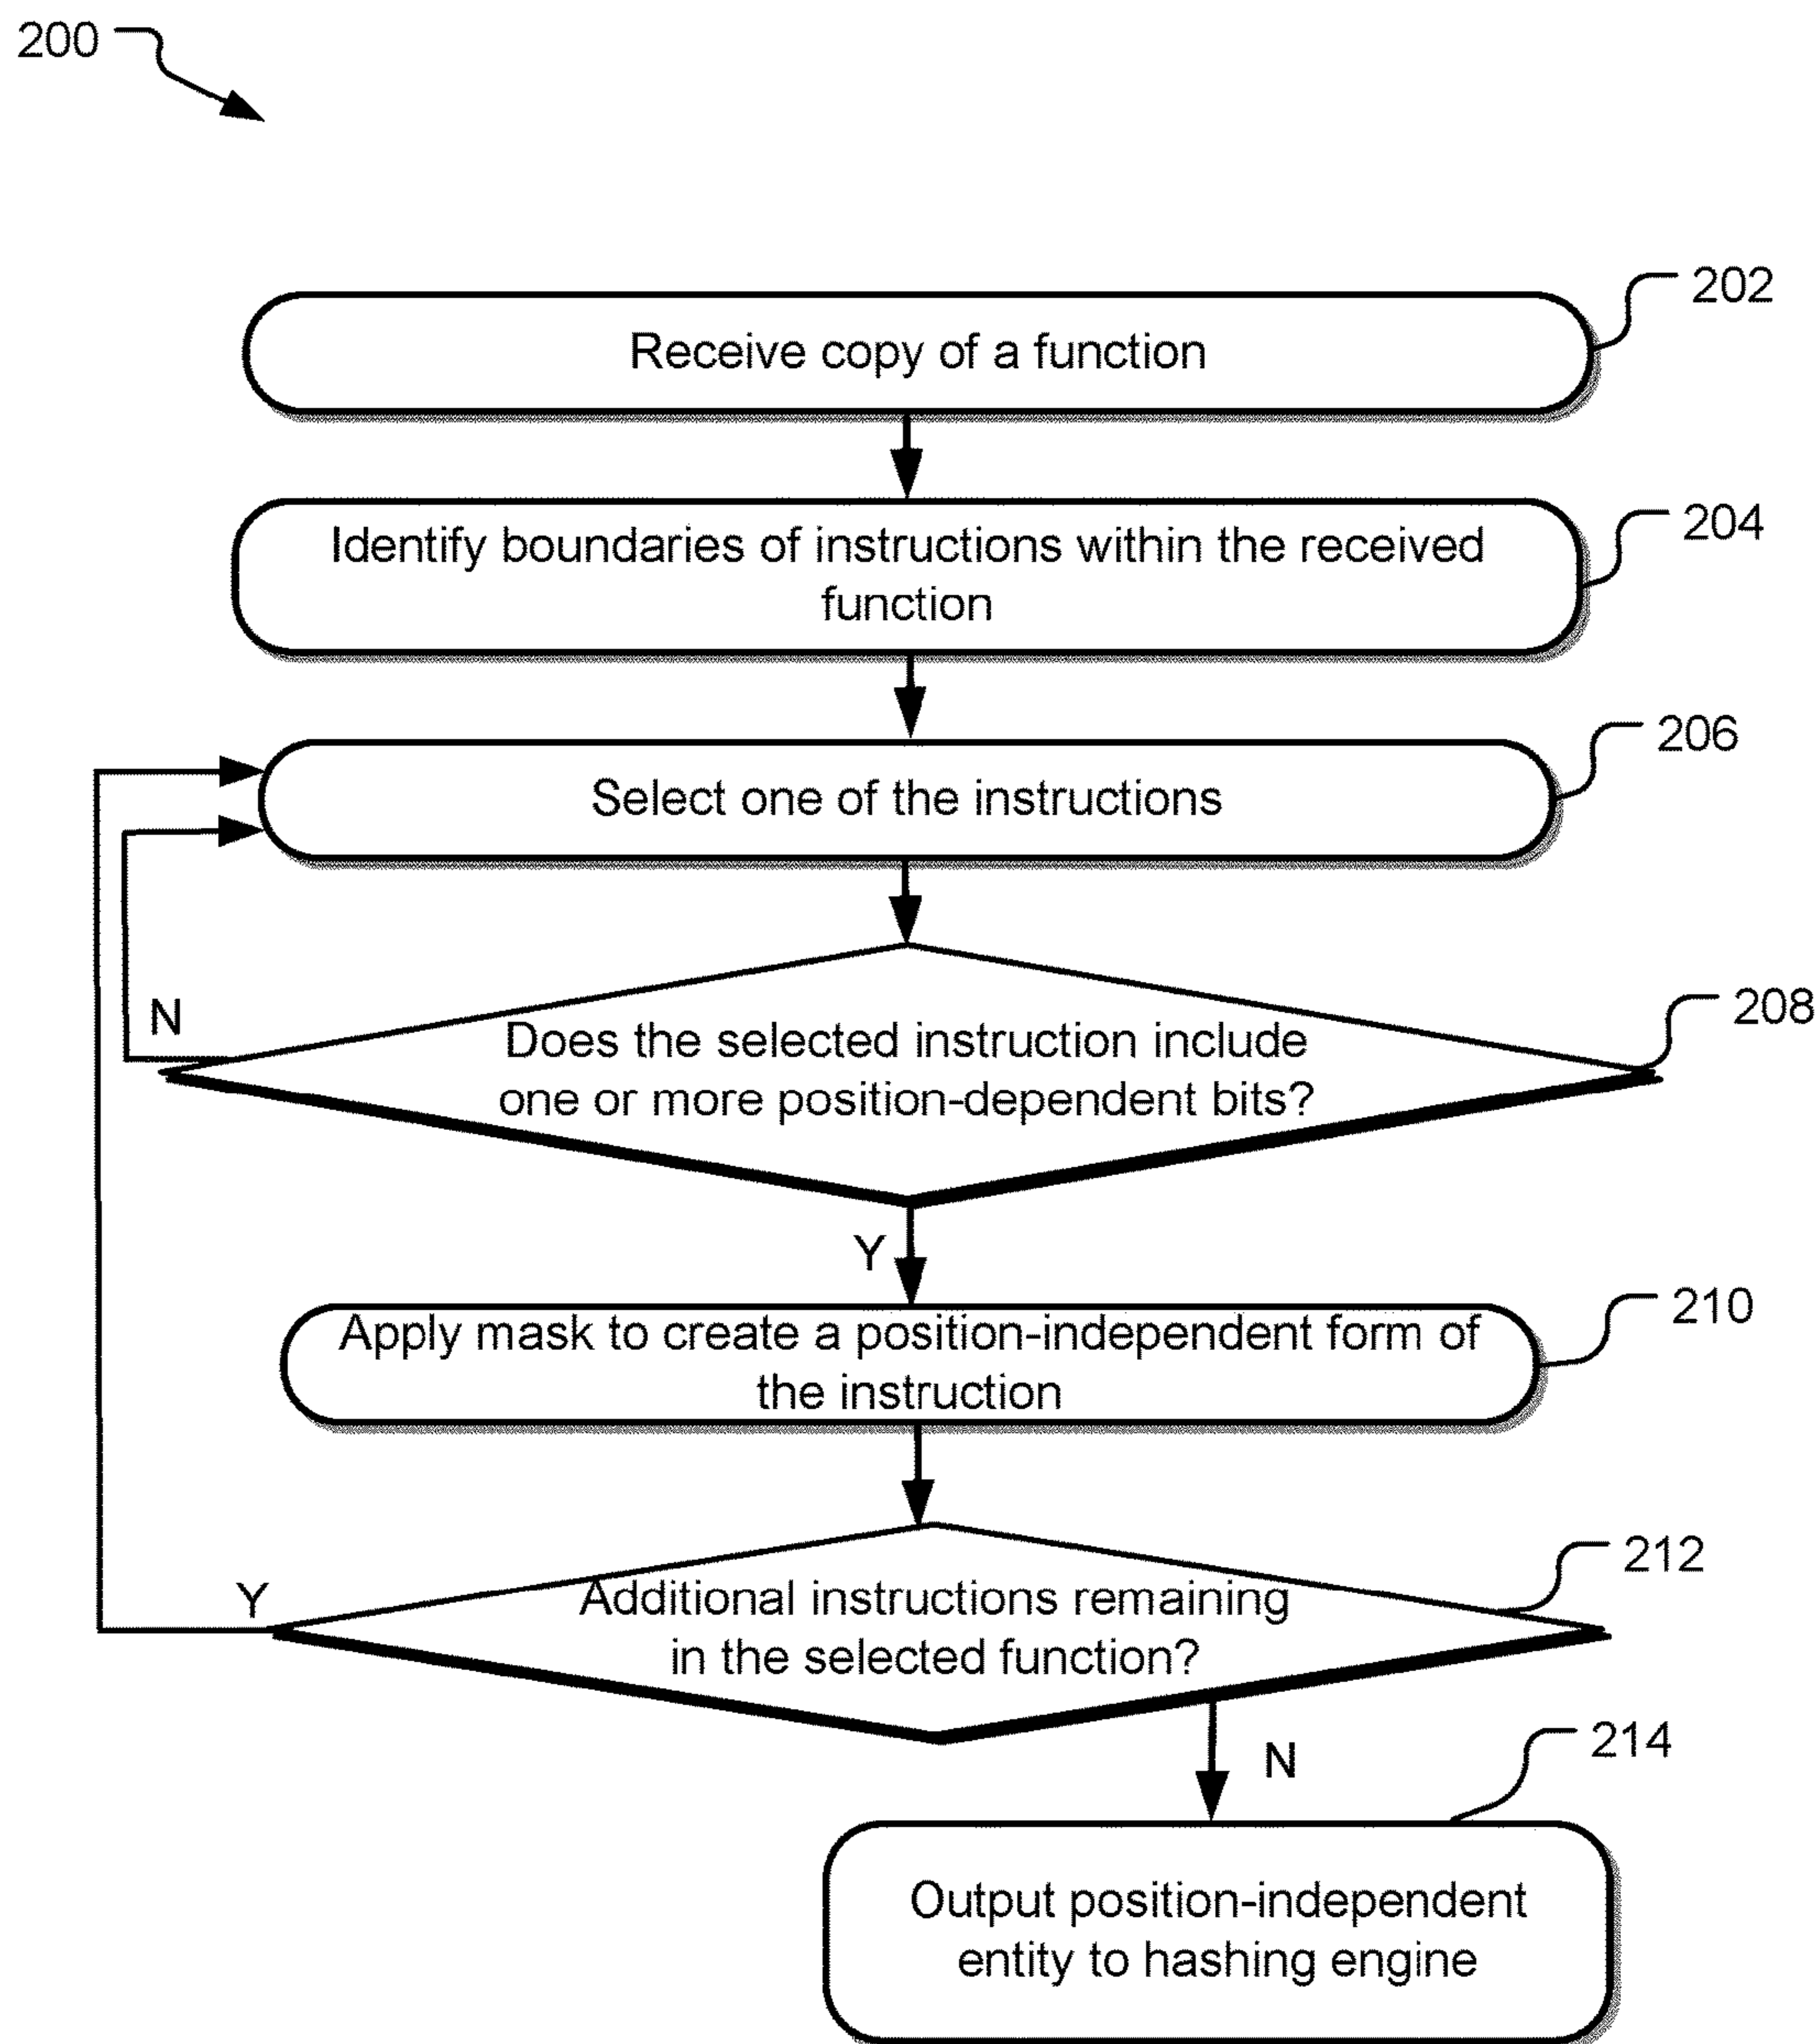 200
202
Receive copy of a function
204
Identify boundaries of instructions within the received
function
206
Select one of the instructions
208
N
Does the selected instruction include
one or more position-dependent bits?
Y
210
Apply mask to create a position-independent form of
the instruction
212
Y
Additional instructions remaining
in the selected function?
N
214
Output position-independent
entity to hashing engine